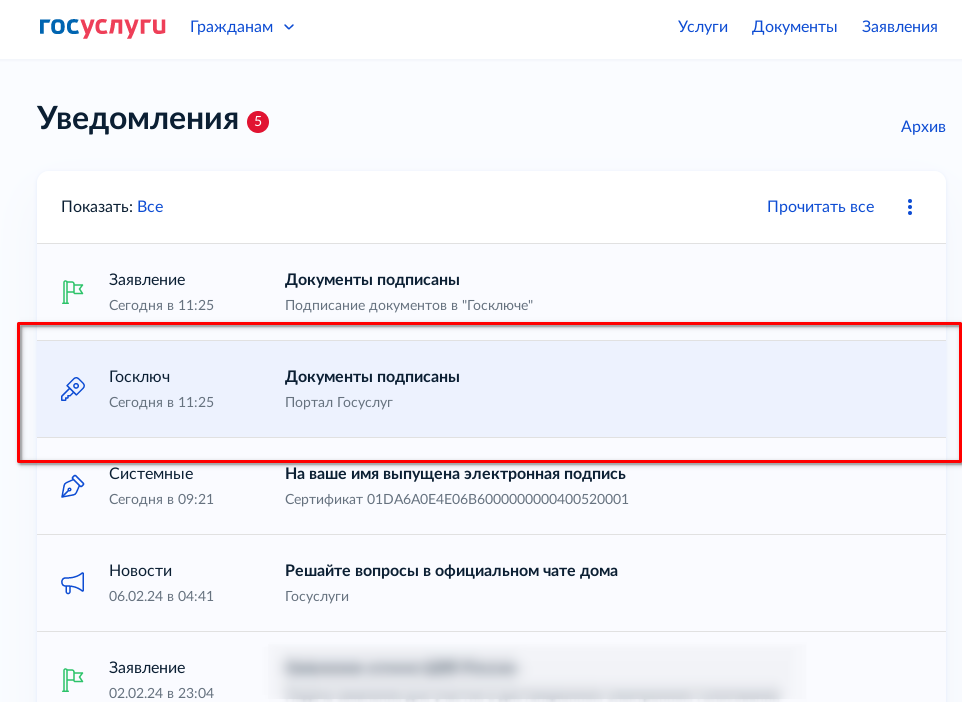 госуслуги Гражданам Услуги Документы Заявления
Уведомления 5
Архив
Показать: Все Прочитать все
Заявление Документы подписаны
Сегодня в 11:25 Подписание документов в "Госключе"
Госключ Документы подписаны
Сегодня в 11:25 Портал Госуслуг
Системные На ваше имя выпущена электронная подпись
Сегодня в 09:21 Сертификат 01DA6A0E4E06B6000000000400520001
Новости Решайте вопросы в официальном чате дома
06.02.24 в 04:41 Госуслуги
Заявление
02.02.24 в 23:04